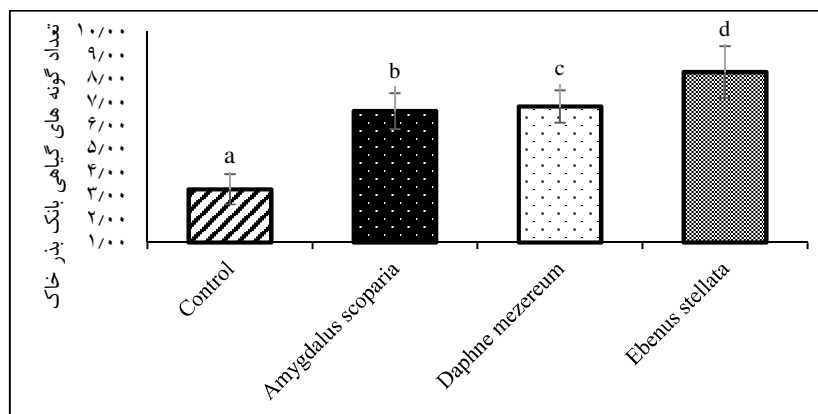 تعداد گونه های گیاهی بانک بذر خاک
۱۰/۰۰
۹/۰۰
۸/۰۰
۷/۰۰
۶/۰۰
۵/۰۰
۴/۰۰
۳/۰۰
۲/۰۰
۱/۰۰
a
b
c
d
Control
Amygdalus scoparia
Daphne mezereum
Ebenus stellata